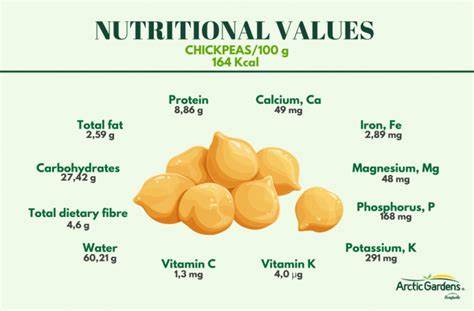 NUTRITIONAL VALUES
CHICKPEAS/100 g
164 Kcal
Protein
8,86 g
Calcium, Ca
49 mg
Total fat
2,59 g
Iron, Fe
2,89 mg
Carbohydrates
27,42 g
Magnesium, Mg
48 mg
Total dietary fibre
4,6 g
Phosphorus, P
168 mg
Water
60,21 g
Vitamin C
1,3 mg
Vitamin K
4,0 µg
Potassium, K
291 mg
Arctic Gardens